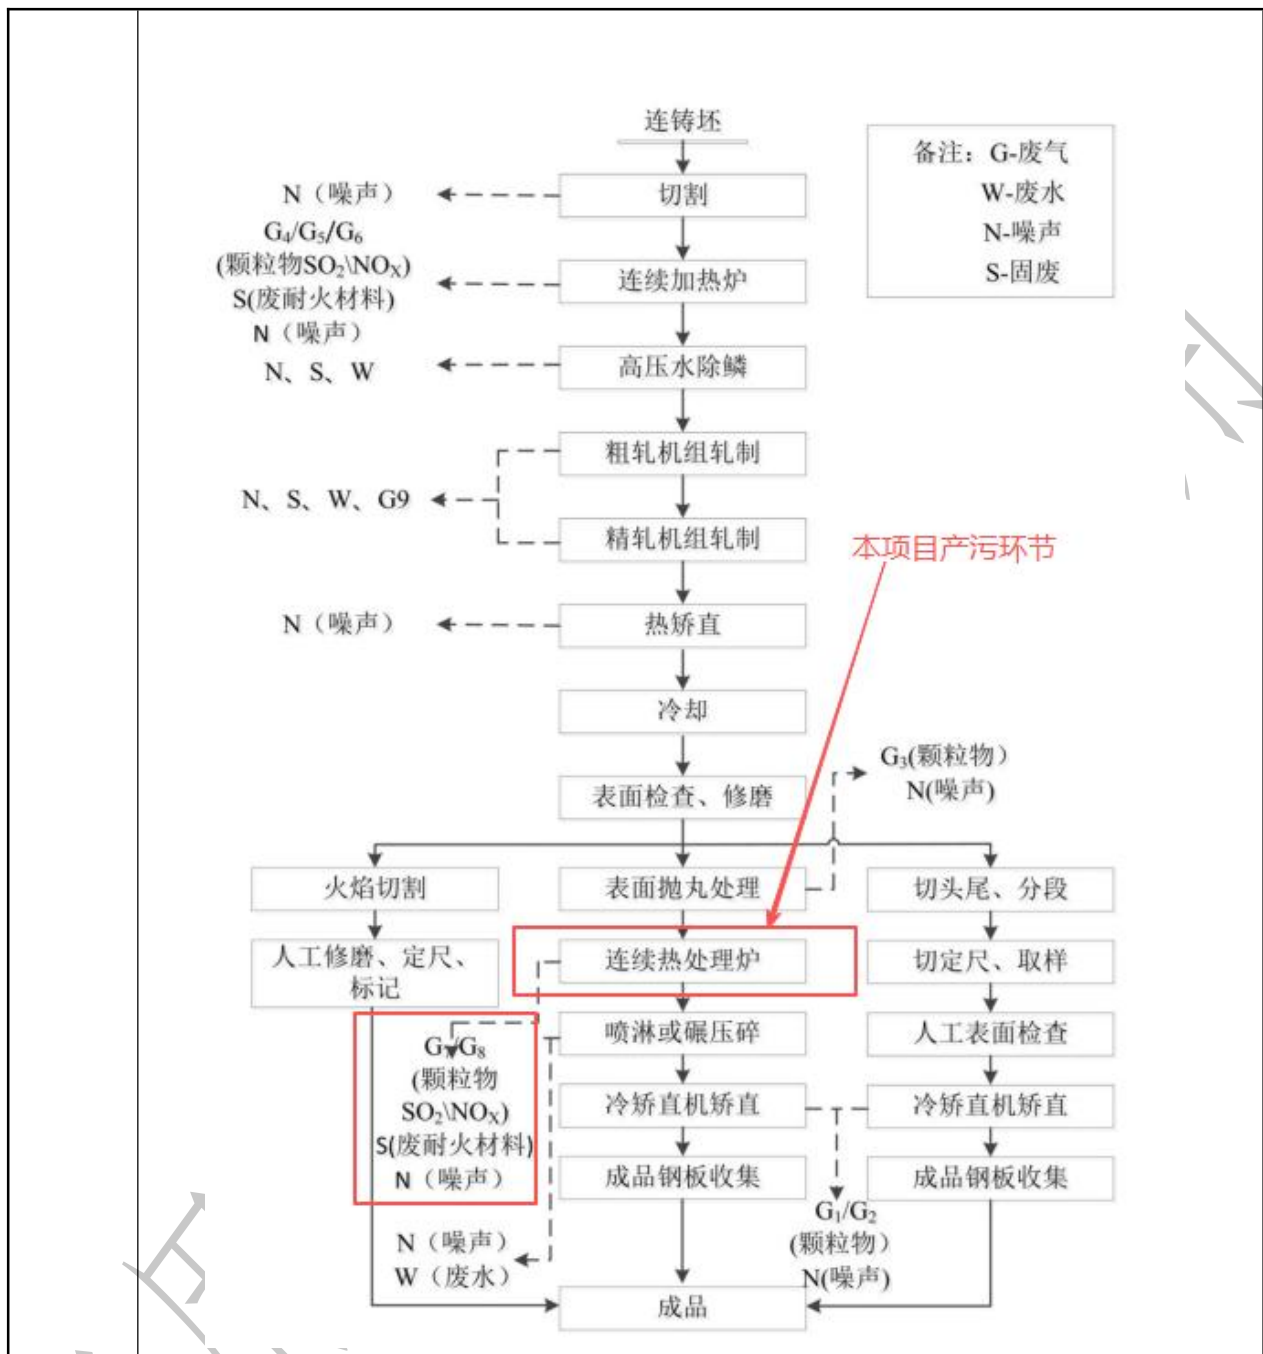 连铸坯
备注：G-废气
W-废水
N-噪声
S-固废
N（噪声）
切割
G₄/G₅/G₆
(颗粒物SO₂\NOX)
S(废耐火材料)
N（噪声）
连续加热炉
N、S、W
高压水除鳞
粗轧机组轧制
N、S、W、G9
精轧机组轧制
本项目产污环节
N（噪声）
热矫直
冷却
G₃(颗粒物）
N(噪声)
表面检查、修磨
火焰切割
表面抛丸处理
切头尾、分段
人工修磨、定尺、
标记
连续热处理炉
切定尺、取样
喷淋或碾压碎
人工表面检查
G₇/G₈
(颗粒物
SO₂\NOX)
S(废耐火材料)
N（噪声）
冷矫直机矫直
冷矫直机矫直
成品钢板收集
成品钢板收集
G₁/G₂
(颗粒物）
N(噪声)
N（噪声）
W（废水）
成品